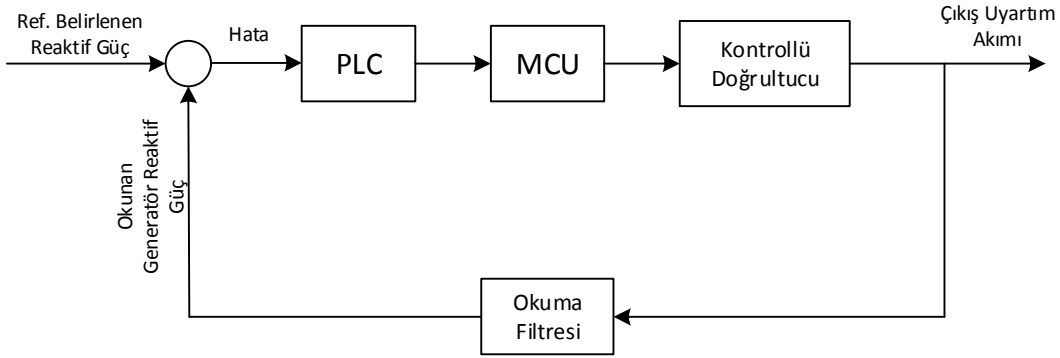 Ref. Belirlenen
Reaktif Güç
Hata
PLC
MCU
Kontrollü
Doğrultucu
Çıkış Uyartım
Akımı
Okunan
Generatör Reaktif
Güç
Okuma
Filtresi